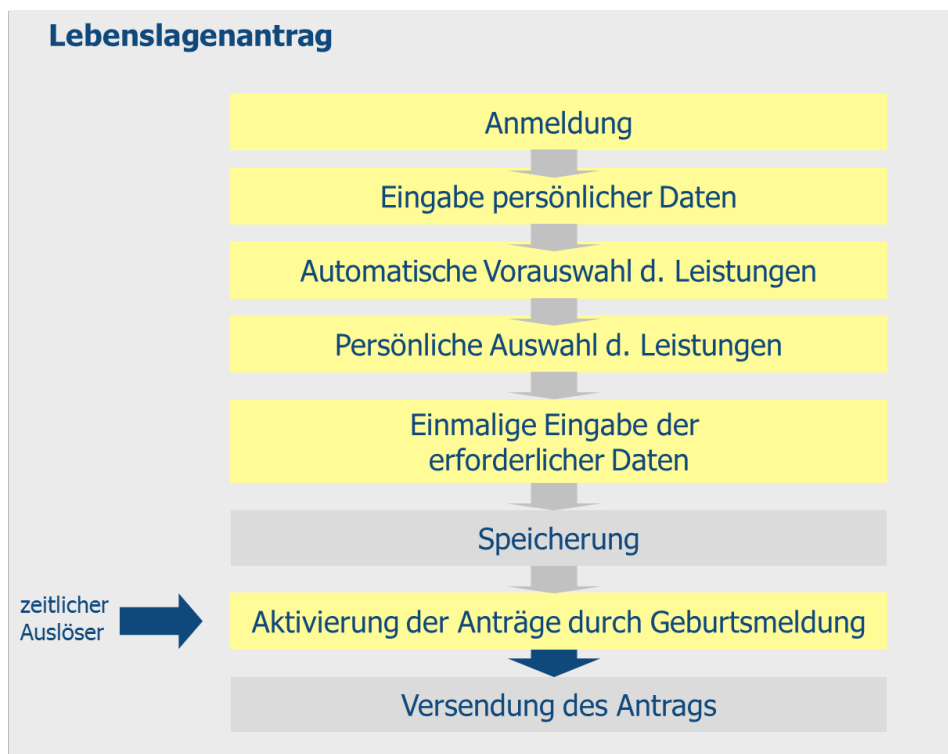 Lebenslagenantrag
Anmeldung
Eingabe persönlicher Daten
Automatische Vorauswahl d. Leistungen
Persönliche Auswahl d. Leistungen
Einmalige Eingabe der
erforderlicher Daten
Speicherung
zeitlicher
Auslöser
Aktivierung der Anträge durch Geburtsmeldung
Versendung des Antrags